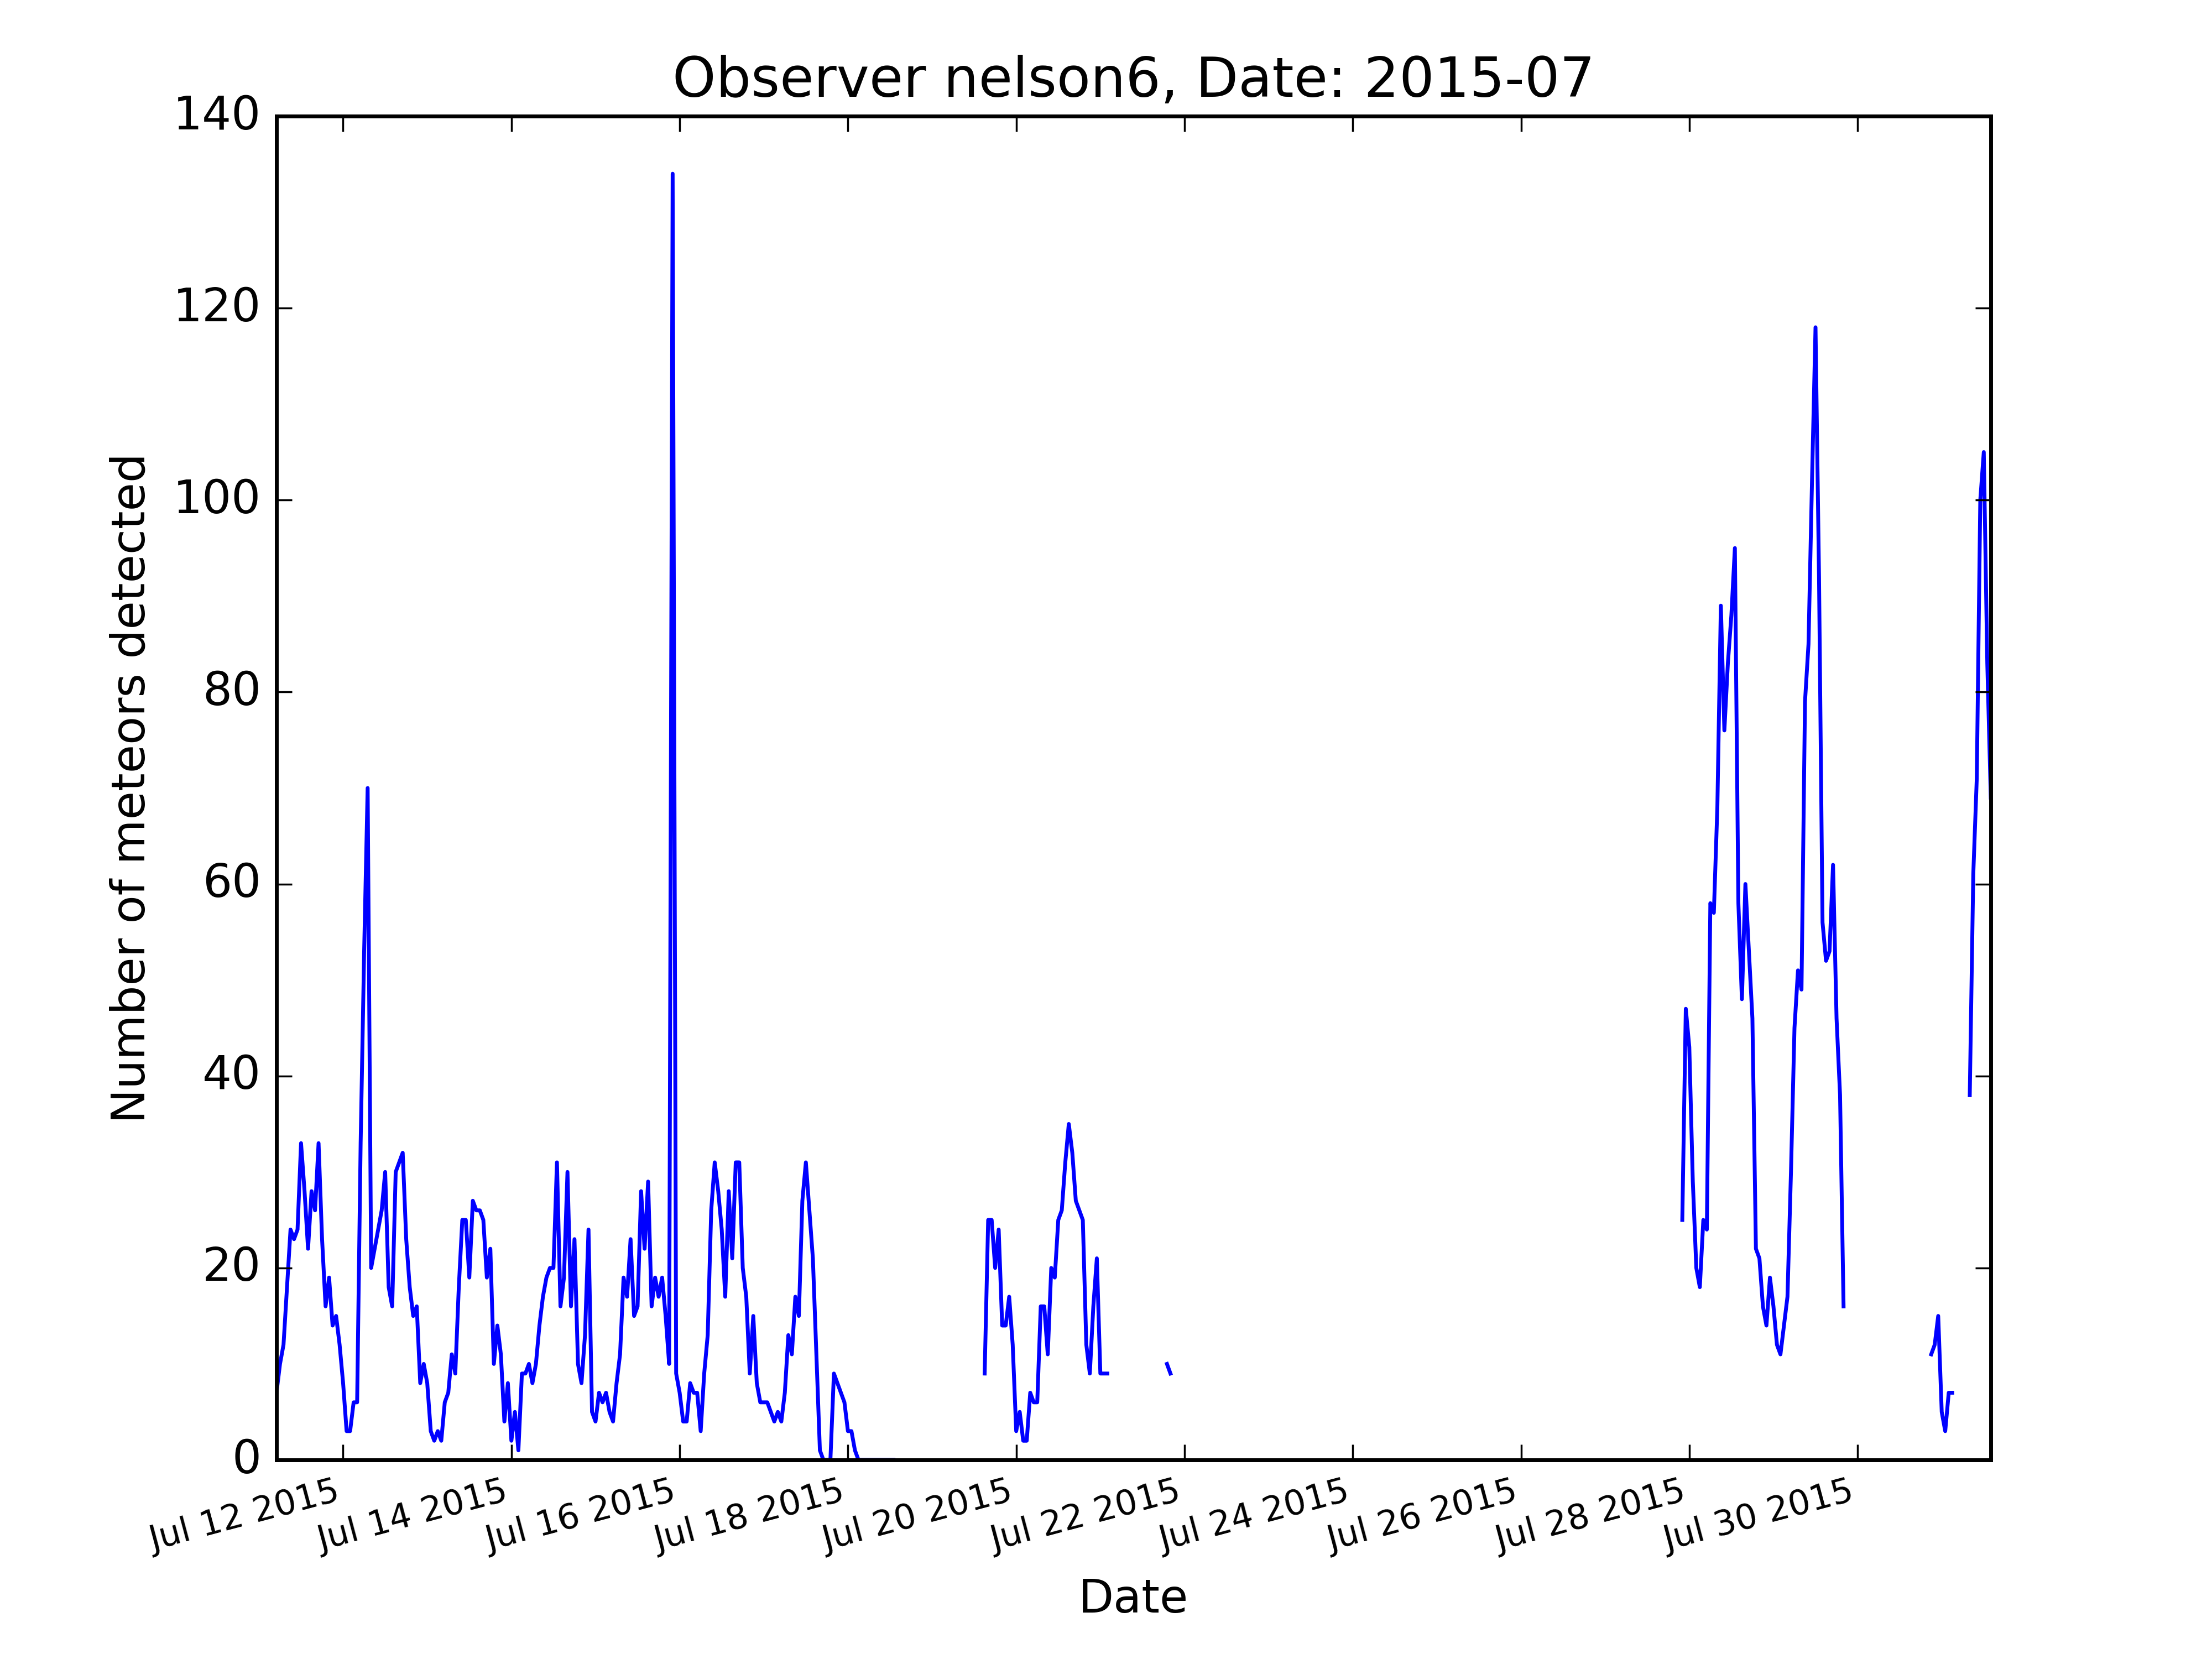 Observer nelson6, Date: 2015-07
140
120
100
80
60
40
20
0
Number of meteors detected
Jul 12 2015
Jul 14 2015
Jul 16 2015
Jul 18 2015
Jul 20 2015
Jul 22 2015
Jul 24 2015
Jul 26 2015
Jul 28 2015
Jul 30 2015
Date